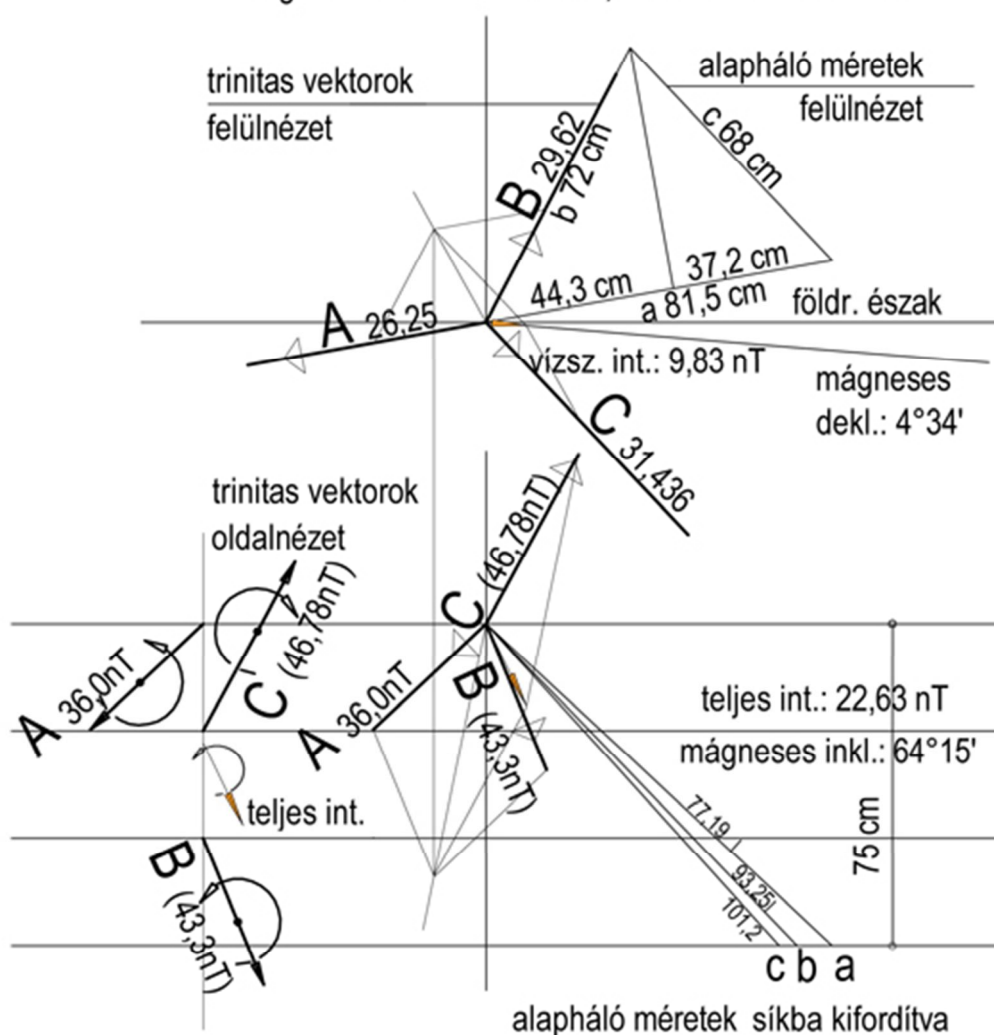 trinitas vektorok
felülnézet
alapháló méretek
felülnézet
B 29,62
b 72 cm
c 68 cm
44,3 cm
37,2 cm
a 81,5 cm
földr. észak
A 26,25
vízsz. int.: 9,83 nT
mágneses
dekl.: 4°34'
C 31,436
trinitas vektorok
oldalnézet
A 36,0nT
C (46,78nT)
C (46,78nT)
A 36,0nT
B (43,3nT)
teljes int.: 22,63 nT
mágneses inkl.: 64°15'
teljes int.
B (43,3nT)
77,19
93,25
101,2
75 cm
c b a
alapháló méretek síkba kifordítva